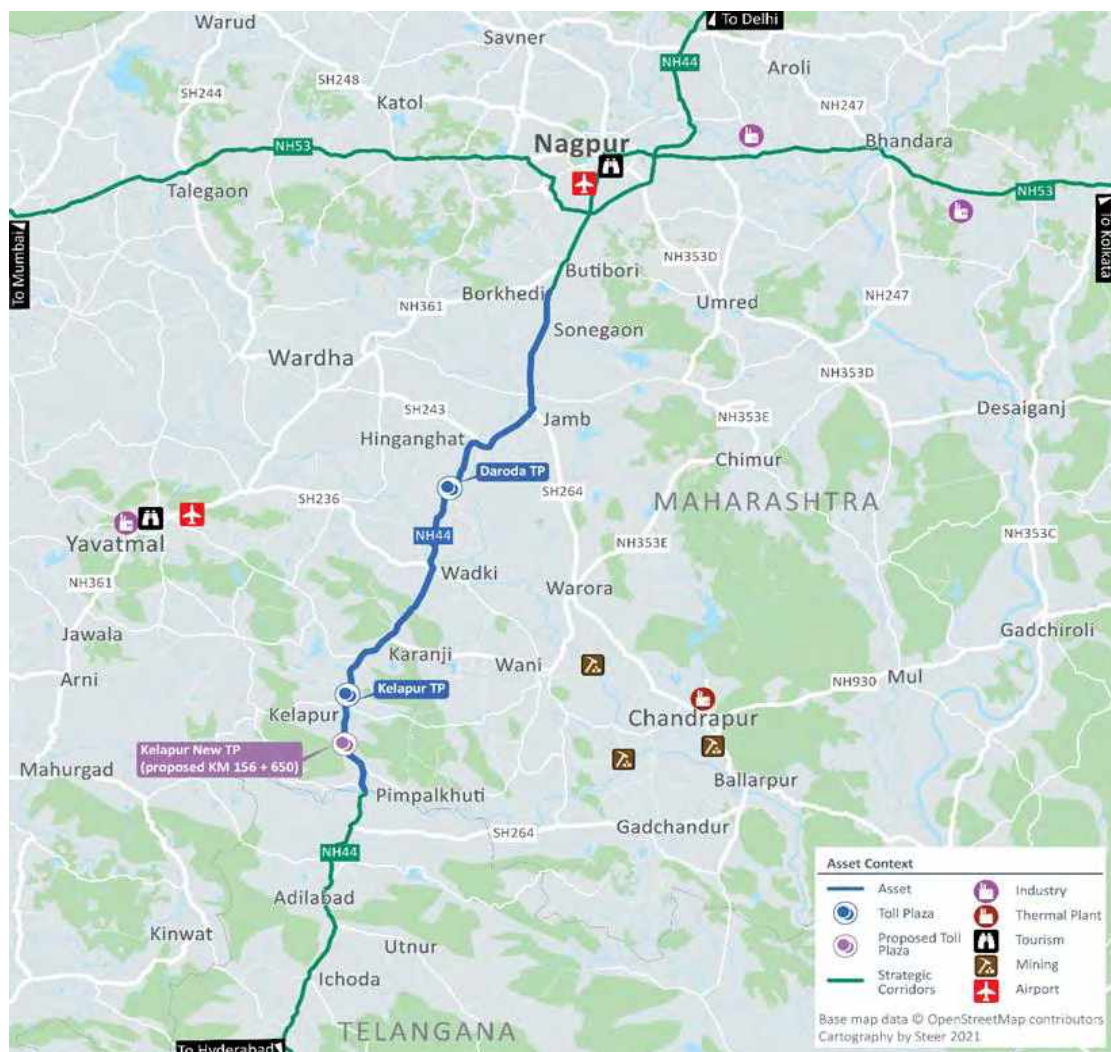 To Delhi
Warud
Savner
NH44
Aroli
SH248
SH244
Katol
NH247
NH53
Nagpur
Bhandara
Talegaon
NH53
To Mumbai
To Kolkata
Butibori
NH353D
Borkhedi
Umred
NH247
NH361
Sonegaon
Wardha
NH353D
SH243
Jamb
NH353E
Desaiganj
Hinganghat
Chimur
Daroda TP
SH264
SH236
MAHARASHTRA
NH44
NH353E
NH353C
Yavatmal
Wadki
NH361
Warora
Jawala
Karanji
Wani
Gadchiroli
Arni
Kelapur TP
NH930
Mul
Kelapur
Chandrapur
Kelapur New TP
(proposed KM 156 + 650)
Mahurgad
Ballarpur
Pimpalkhuti
SH264
Gadchandur
NH44
Adilabad
Kinwat
Utnur
Ichoda
TELANGANA
To Hyderabad
Asset Context
Asset
Industry
Toll Plaza
Thermal Plant
Proposed Toll
Plaza
Tourism
Mining
Strategic
Corridors
Airport
Base map data © OpenStreetMap contributors
Cartography by Steer 2021